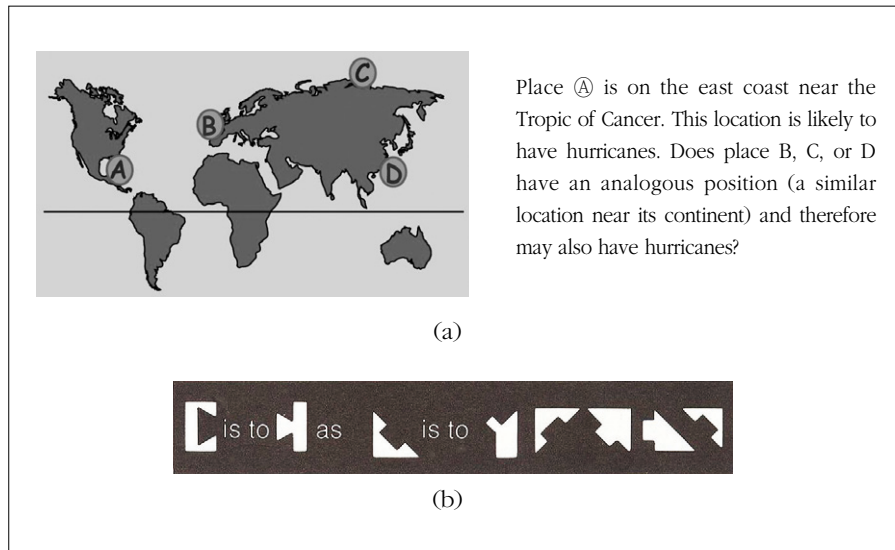 C
B
A
D
Place Ⓐ is on the east coast near the
Tropic of Cancer. This location is likely to
have hurricanes. Does place B, C, or D
have an analogous position (a similar
location near its continent) and therefore
may also have hurricanes?
(a)
is to as is to
(b)